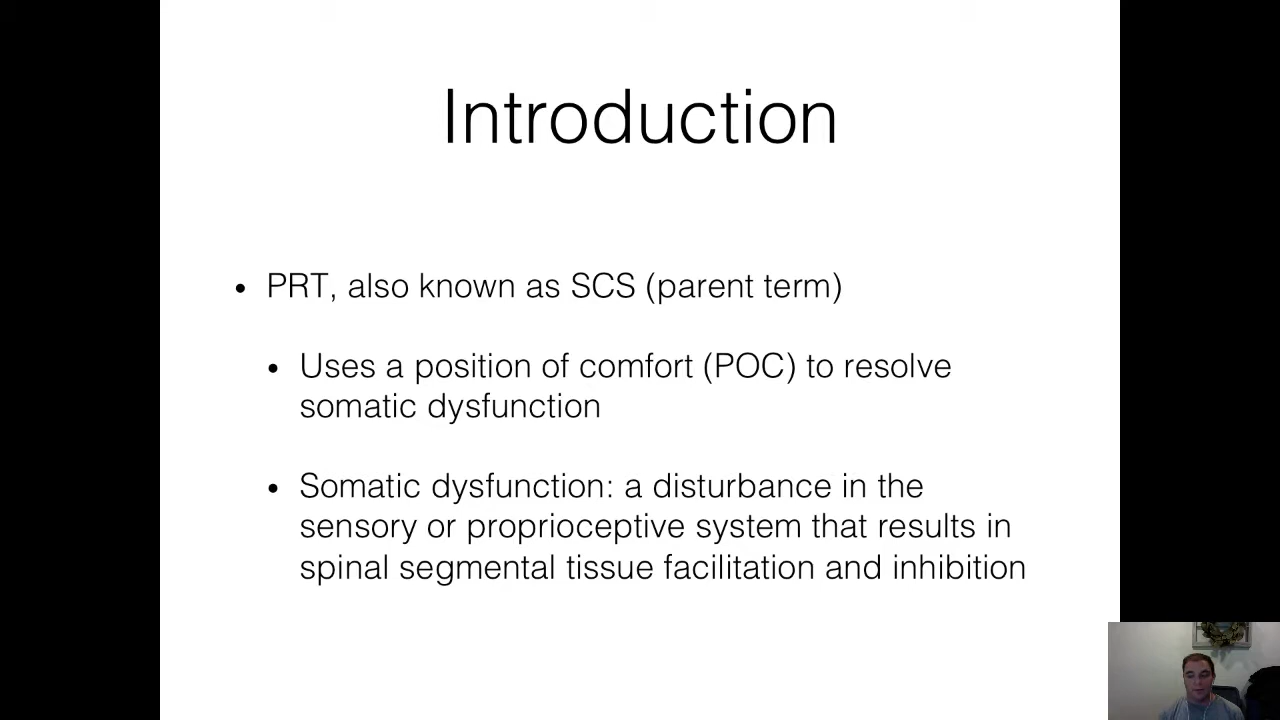 Introduction
• PRT, also known as SCS (parent term)
• Uses a position of comfort (POC) to resolve
somatic dysfunction
• Somatic dysfunction: a disturbance in the
sensory or proprioceptive system that results in
spinal segmental tissue facilitation and inhibition